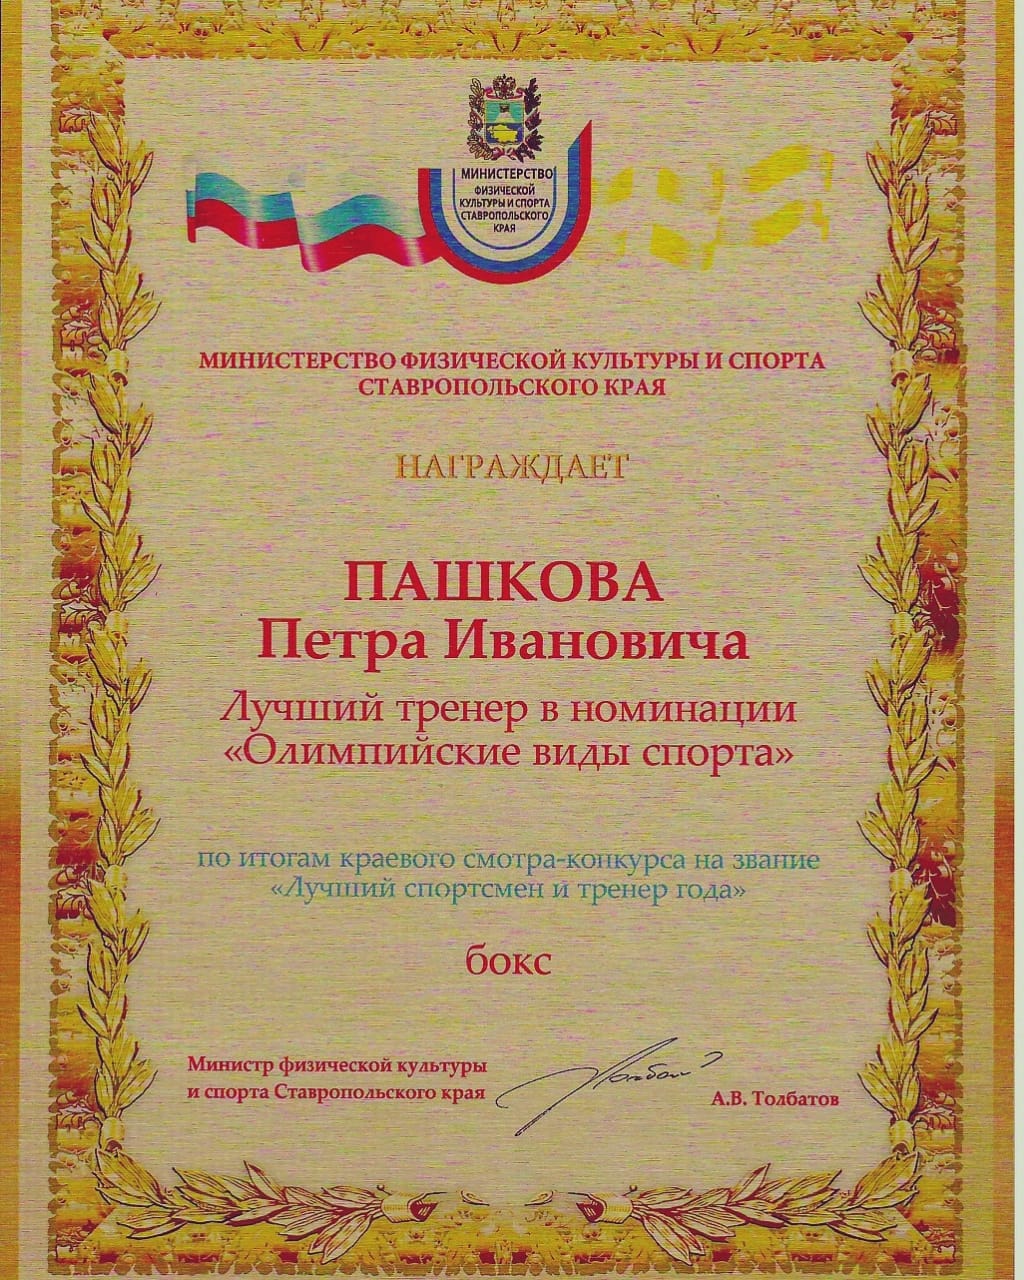 МИНИСТЕРСТВО
ФИЗИЧЕСКОЙ
КУЛЬТУРЫ И СПОРТА
СТАВРОПОЛЬСКОГО
КРАЯ
МИНИСТЕРСТВО ФИЗИЧЕСКОЙ КУЛЬТУРЫ И СПОРТА
СТАВРОПОЛЬСКОГО КРАЯ
НАГРАЖДАЕТ
ПАШКОВА
Петра Ивановича
Лучший тренер в номинации
«Олимпийские виды спорта»
по итогам краевого смотра-конкурса на звание
«Лучший спортсмен и тренер года»
бокс
Министр физической культуры
и спорта Ставропольского края
А.В. Толбатов